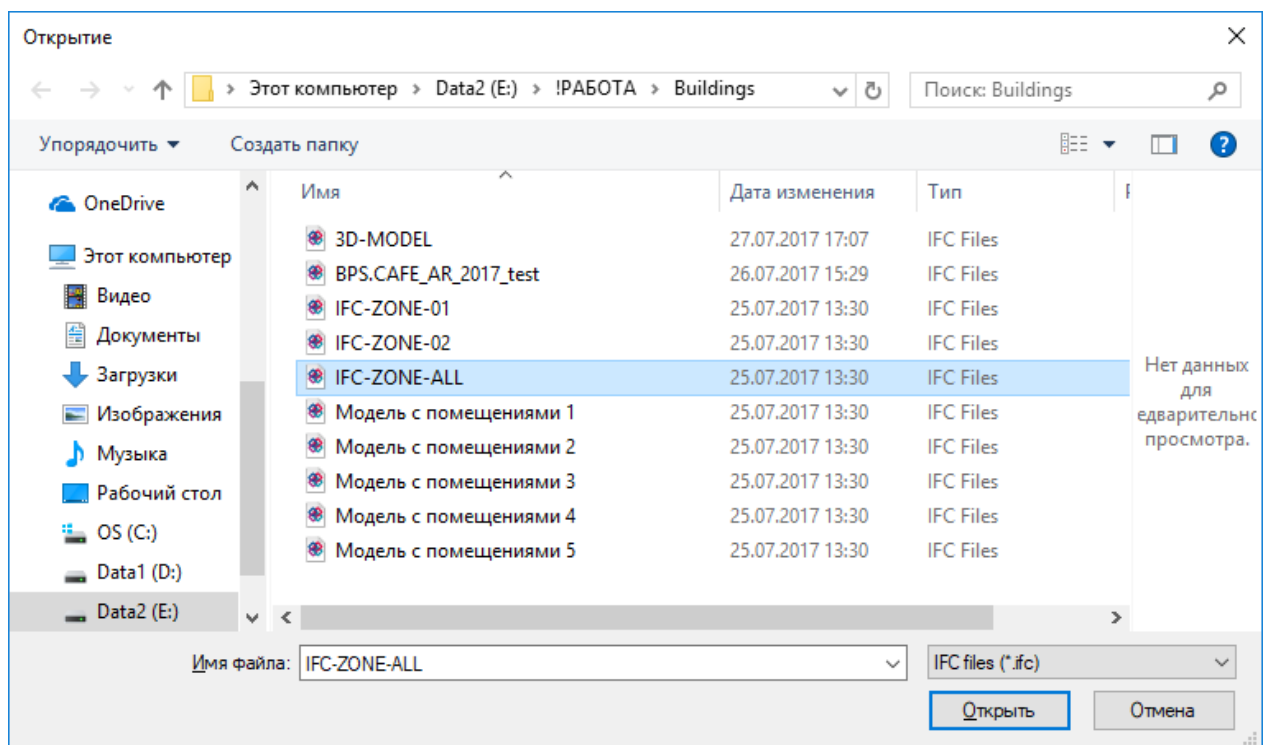 Открытие
Этот компьютер > Data2 (E:) > !РАБОТА > Buildings
Поиск: Buildings
Упорядочить
Создать папку
OneDrive
Этот компьютер
Видео
Документы
Загрузки
Изображения
Музыка
Рабочий стол
OS (C:)
Data1 (D:)
Data2 (E:)
Имя Дата изменения Тип
3D-MODEL 27.07.2017 17:07 IFC Files
BPS.CAFE_AR_2017_test 26.07.2017 15:29 IFC Files
IFC-ZONE-01 25.07.2017 13:30 IFC Files
IFC-ZONE-02 25.07.2017 13:30 IFC Files
IFC-ZONE-ALL 25.07.2017 13:30 IFC Files
Модель с помещениями 1 25.07.2017 13:30 IFC Files
Модель с помещениями 2 25.07.2017 13:30 IFC Files
Модель с помещениями 3 25.07.2017 13:30 IFC Files
Модель с помещениями 4 25.07.2017 13:30 IFC Files
Модель с помещениями 5 25.07.2017 13:30 IFC Files
Нет данных
для
едварительно
просмотра.
Имя файла: IFC-ZONE-ALL
IFC files (*.ifc)
Открыть
Отмена